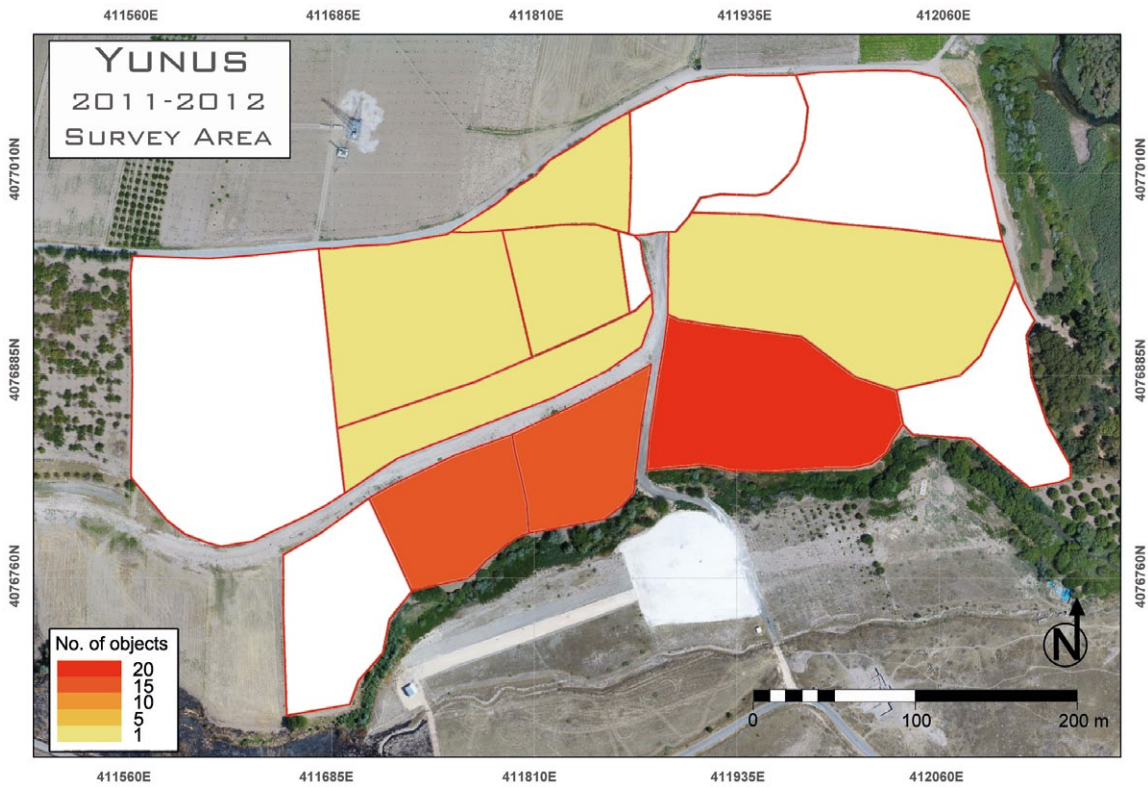 411560E 411685E 411810E 411935E 412060E
YUNUS
2011-2012
SURVEY AREA
4077010N 4077010N
4076885N 4076885N
4076760N 4076760N
No. of objects
20
15
10
5
1
N
0 100 200 m
411560E 411685E 411810E 411935E 412060E